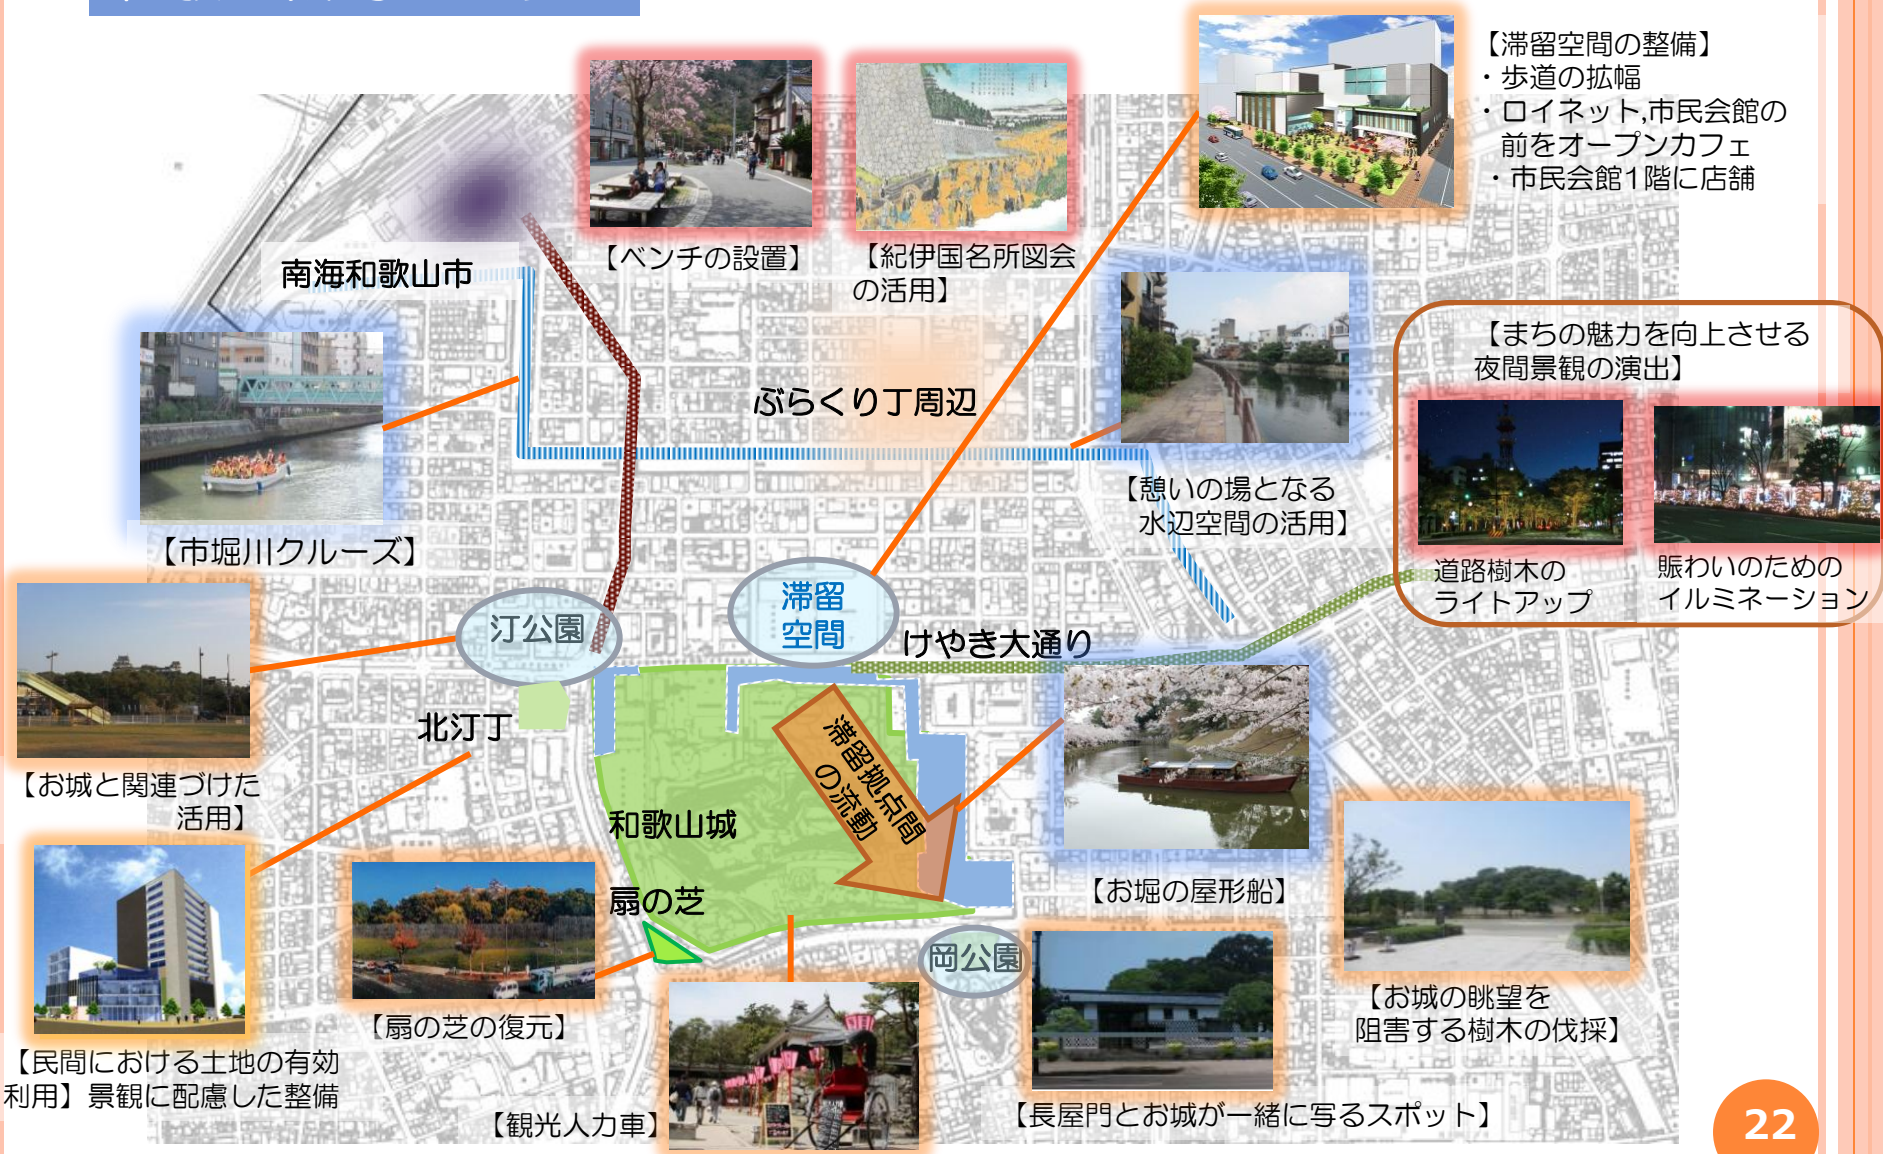 【滞留空間の整備】
・歩道の拡幅
・ロイネット,市民会館の
前をオープンカフェ
・市民会館1階に店舗
【ベンチの設置】
【紀伊国名所図会
の活用】
南海和歌山市
【まちの魅力を向上させる
夜間景観の演出】
ぶらくり丁周辺
【憩いの場となる
水辺空間の活用】
【市堀川クルーズ】
道路樹木の
ライトアップ
賑わいのための
イルミネーション
滞留
空間
汀公園
けやき大通り
北汀丁
滞留拠点間
の流動
【お城と関連づけた
活用】
和歌山城
扇の芝
【お堀の屋形船】
岡公園
【お城の眺望を
阻害する樹木の伐採】
【扇の芝の復元】
【民間における土地の有効
利用】景観に配慮した整備
【観光人力車】
【長屋門とお城が一緒に写るスポット】
22